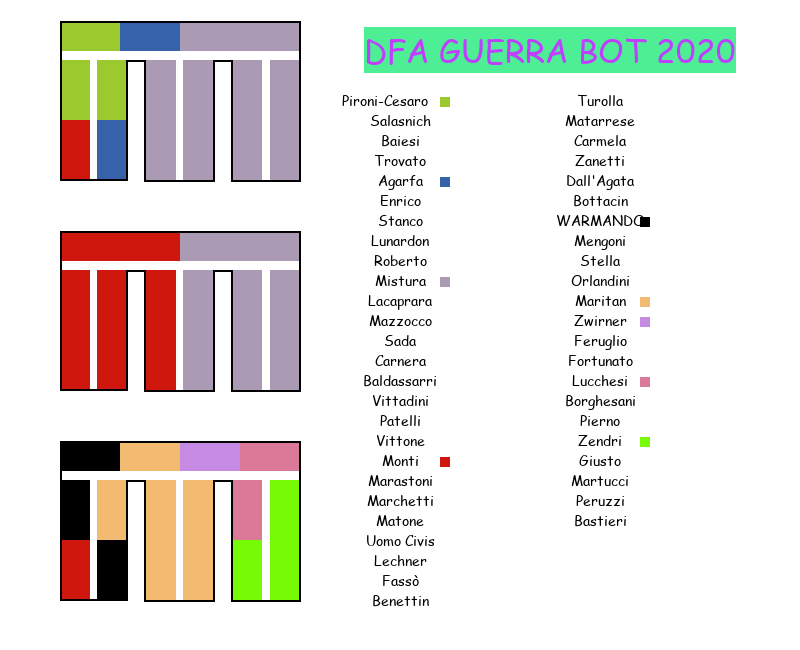 DFA GUERRA BOT 2020
Pironi-Cesaro
Salasnich
Baiesi
Trovato
Agarfa
Enrico
Stanco
Lunardon
Roberto
Mistura
Lacaprara
Mazzocco
Sada
Carnera
Baldassarri
Vittadini
Patelli
Vittone
Monti
Marastoni
Marchetti
Matone
Uomo Civis
Lechner
Fassò
Benettin
Turolla
Matarrese
Carmela
Zanetti
Dall'Agata
Bottacin
WARMANDO
Mengoni
Stella
Orlandini
Maritan
Zwirner
Feruglio
Fortunato
Lucchesi
Borghesani
Pierno
Zendri
Giusto
Martucci
Peruzzi
Bastieri